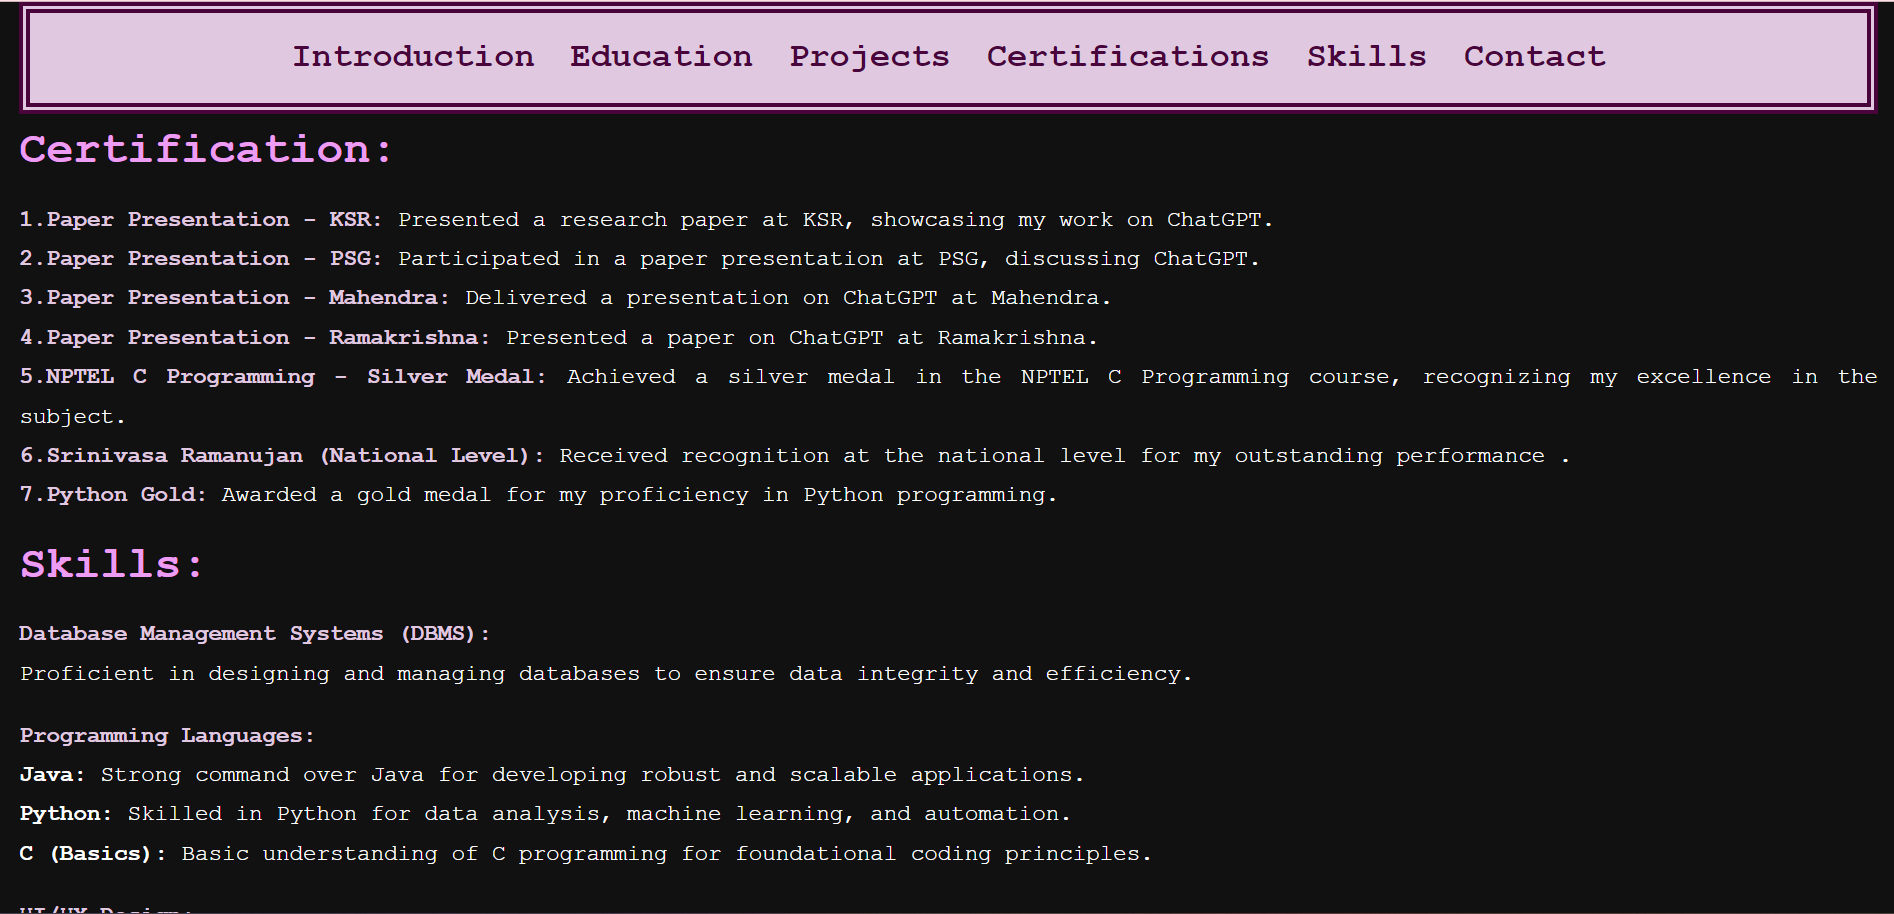 Introduction Education Projects Certifications Skills Contact
Certification:
1.Paper Presentation - KSR: Presented a research paper at KSR, showcasing my work on ChatGPT.
2.Paper Presentation - PSG: Participated in a paper presentation at PSG, discussing ChatGPT.
3.Paper Presentation - Mahendra: Delivered a presentation on ChatGPT at Mahendra.
4.Paper Presentation - Ramakrishna: Presented a paper on ChatGPT at Ramakrishna.
5.NPTEL C Programming - Silver Medal: Achieved a silver medal in the NPTEL C Programming course, recognizing my excellence in the
subject.
6.Srinivasa Ramanujan (National Level): Received recognition at the national level for my outstanding performance .
7.Python Gold: Awarded a gold medal for my proficiency in Python programming.
Skills:
Database Management Systems (DBMS):
Proficient in designing and managing databases to ensure data integrity and efficiency.
Programming Languages:
Java: Strong command over Java for developing robust and scalable applications.
Python: Skilled in Python for data analysis, machine learning, and automation.
C (Basics): Basic understanding of C programming for foundational coding principles.
UI/UX Design: